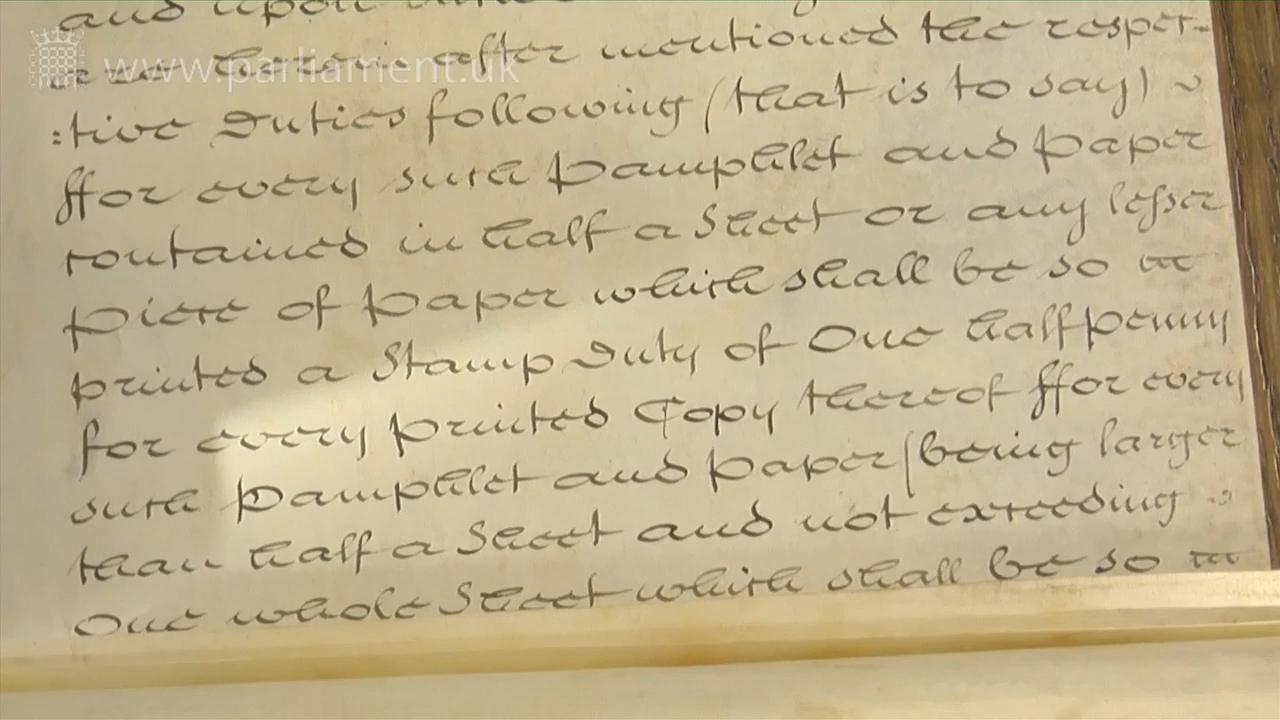 and upon
www.parliament.uk
after mentioned the respec-
:tive Duties following (that is to say)
ffor every such Pamphlet and paper
contained in half a Sheet or any lesser
piece of paper which shall be so
printed a Stamp Duty of One halfpenny
for every printed Copy thereof ffor every
such Pamphlet and paper (being larger
than half a Sheet and not exceeding
One whole Sheet which shall be so